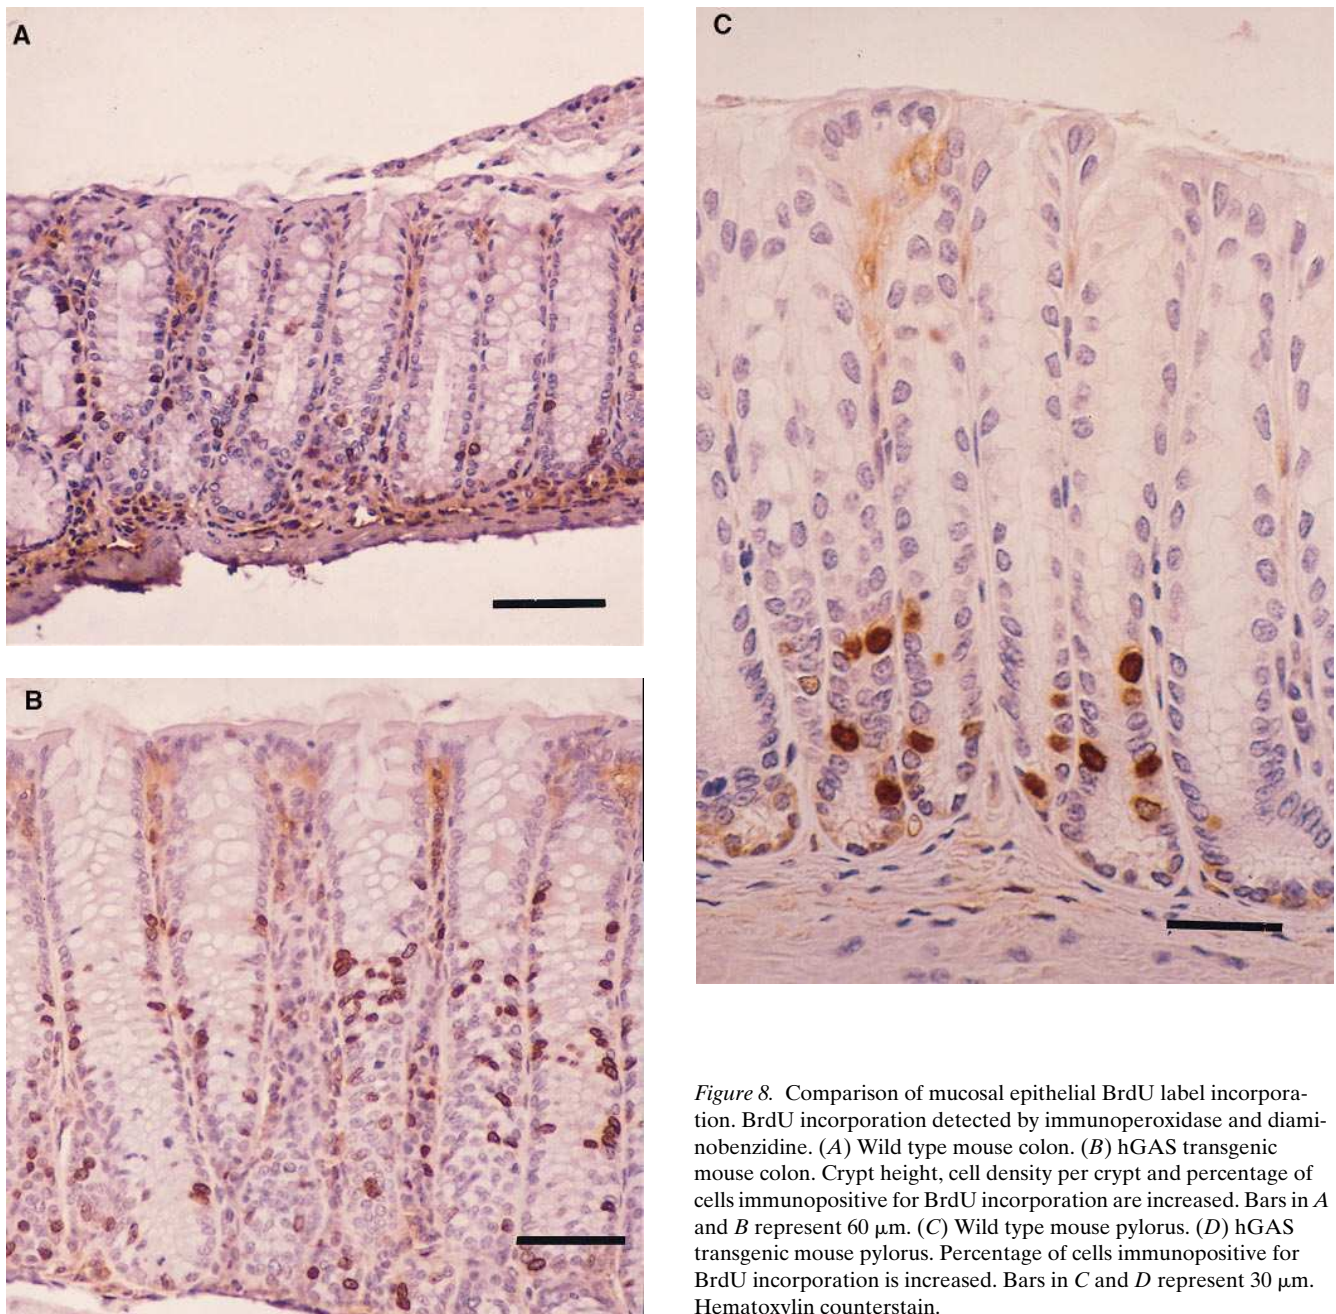 A
C
B
Figure 8. Comparison of mucosal epithelial BrdU label incorpora-
tion. BrdU incorporation detected by immunoperoxidase and diami-
nobenzidine. (A) Wild type mouse colon. (B) hGAS transgenic
mouse colon. Crypt height, cell density per crypt and percentage of
cells immunopositive for BrdU incorporation are increased. Bars in A
and B represent 60 μm. (C) Wild type mouse pylorus. (D) hGAS
transgenic mouse pylorus. Percentage of cells immunopositive for
BrdU incorporation is increased. Bars in C and D represent 30 μm.
Hematoxylin counterstain.